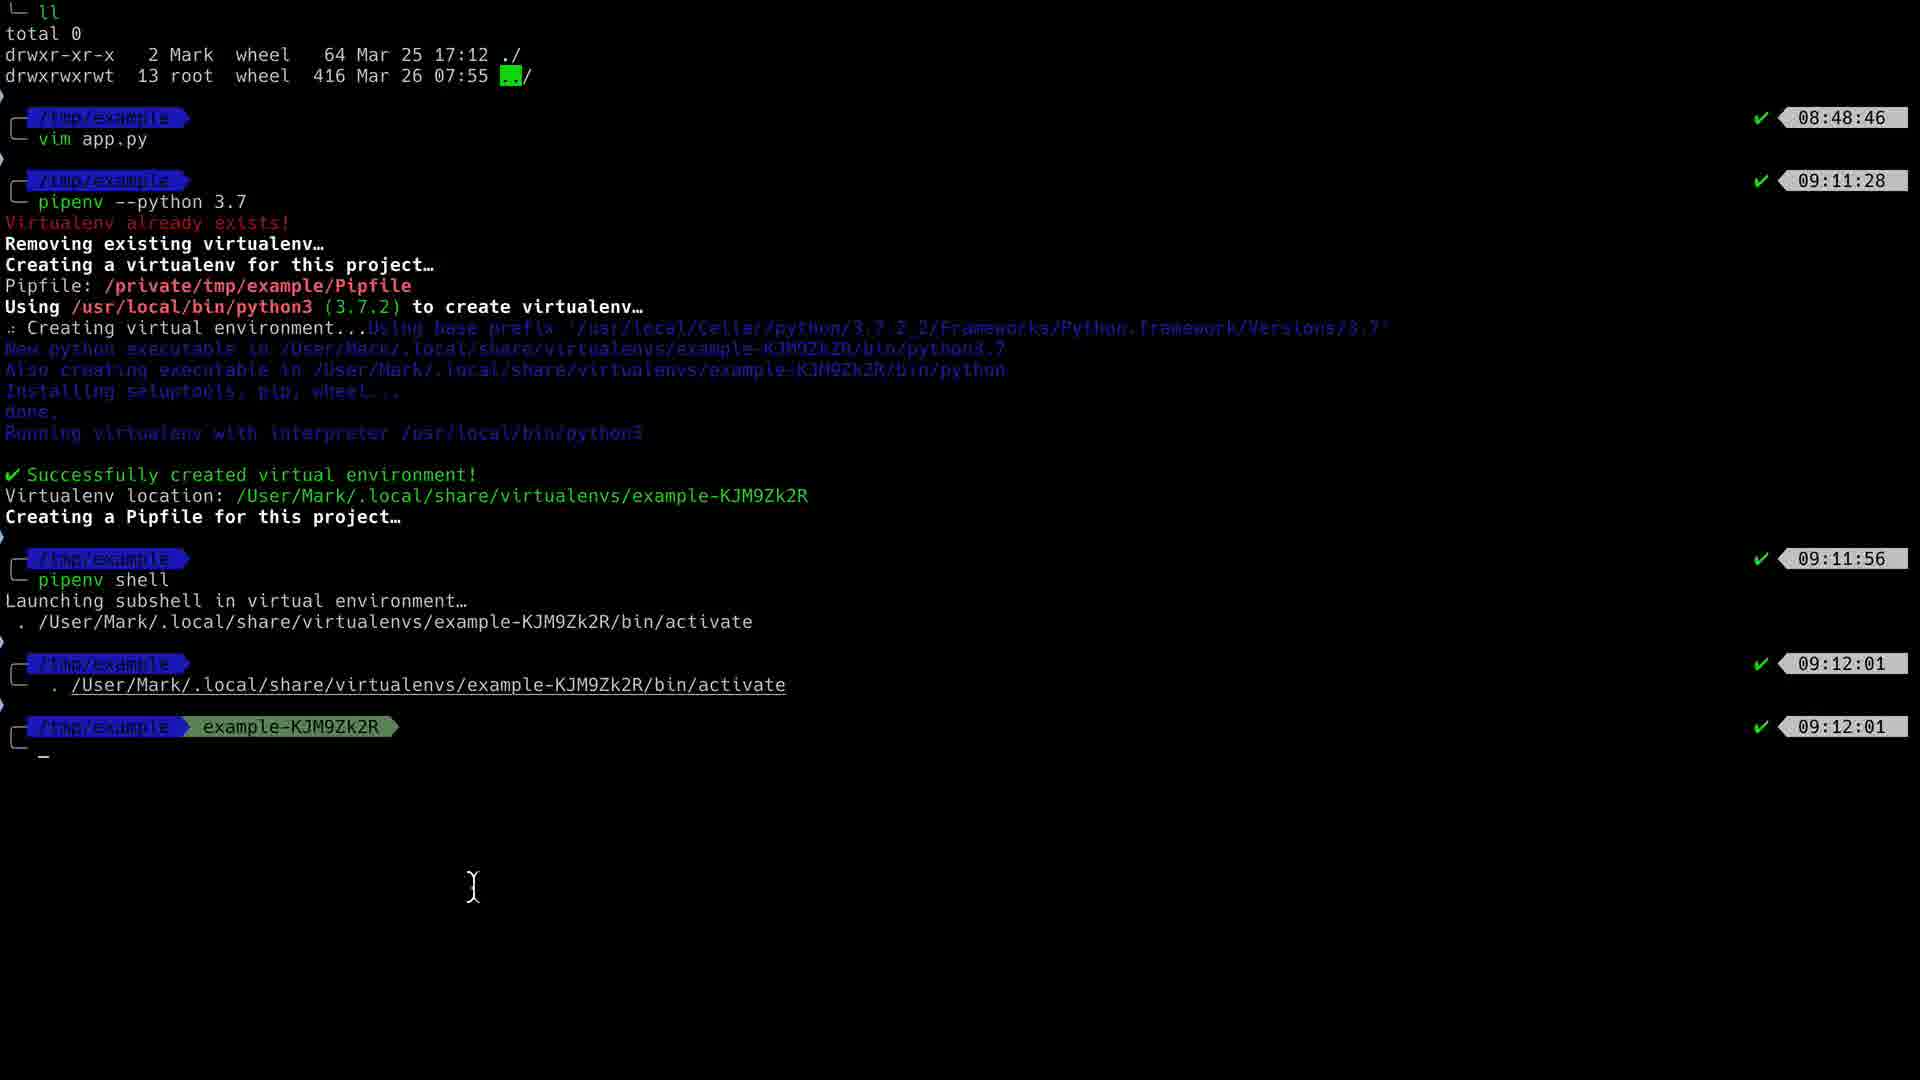 ll
total 0
drwxr-xr-x   2 Mark  wheel   64 Mar 25 17:12 ./
drwxrwxrwt  13 root  wheel  416 Mar 26 07:55 ../
/tmp/example ✔ 08:48:46
vim app.py
/tmp/example ✔ 09:11:28
pipenv --python 3.7
Virtualenv already exists!
Removing existing virtualenv…
Creating a virtualenv for this project…
Pipfile: /private/tmp/example/Pipfile
Using /usr/local/bin/python3 (3.7.2) to create virtualenv…
Creating virtual environment...Using base prefix '/usr/local/Cellar/python/3.7.2_2/Frameworks/Python.framework/Versions/3.7'
New python executable in /User/Mark/.local/share/virtualenvs/example-KJM9Zk2R/bin/python3.7
Also creating executable in /User/Mark/.local/share/virtualenvs/example-KJM9Zk2R/bin/python
Installing setuptools, pip, wheel...
done.
Running virtualenv with interpreter /usr/local/bin/python3
✔ Successfully created virtual environment!
Virtualenv location: /User/Mark/.local/share/virtualenvs/example-KJM9Zk2R
Creating a Pipfile for this project…
/tmp/example ✔ 09:11:56
pipenv shell
Launching subshell in virtual environment…
. /User/Mark/.local/share/virtualenvs/example-KJM9Zk2R/bin/activate
/tmp/example ✔ 09:12:01
. /User/Mark/.local/share/virtualenvs/example-KJM9Zk2R/bin/activate
/tmp/example example-KJM9Zk2R ✔ 09:12:01